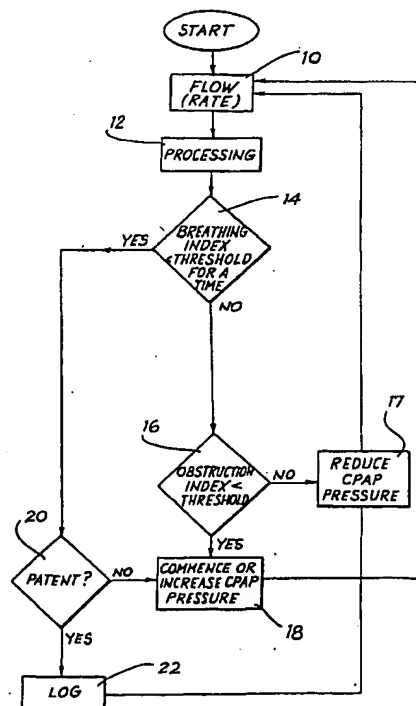 START
10
FLOW
(RATE)
12
PROCESSING
14
YES
BREATHING
INDEX
<THRESHOLD
FOR A
TIME
NO
16
17
OBSTRUCTION
INDEX <
THRESHOLD
NO
REDUCE
CPAP
PRESSURE
YES
20
PATENT?
NO
COMMENCE OR
INCREASE CPAP
PRESSURE
18
YES
22
LOG